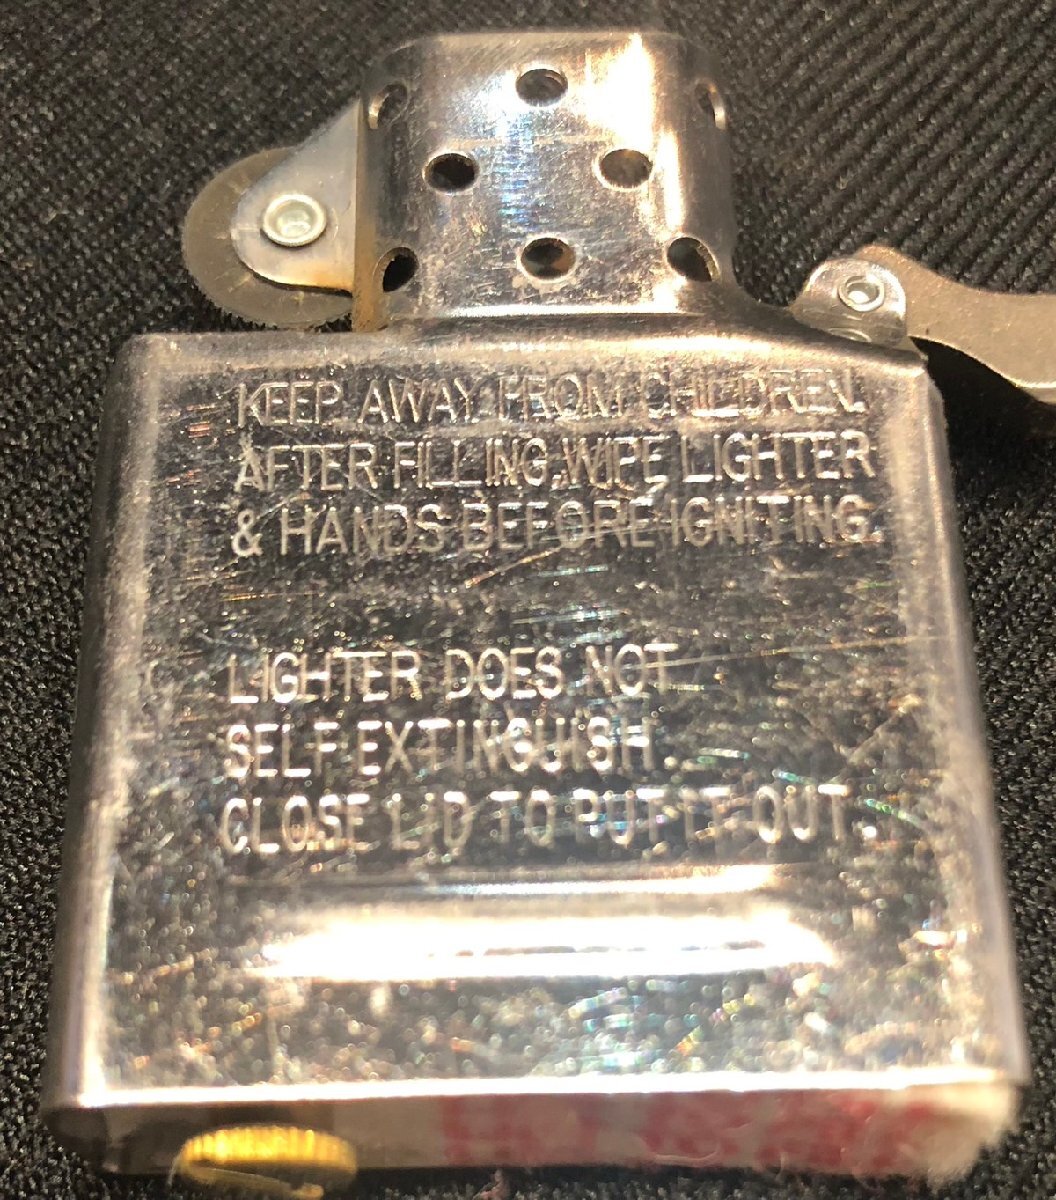 KEEP AWAY FROM CHILDREN.
AFTER FILLING, WIPE LIGHTER
& HANDS BEFORE IGNITING.
LIGHTER DOES NOT
SELF EXTINGUISH.
CLOSE LID TO PUT IT OUT.